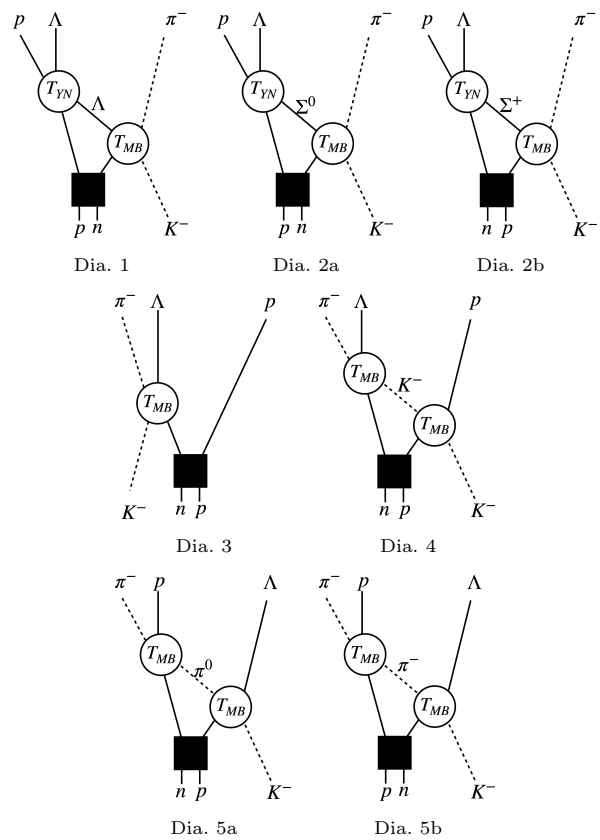 p Λ π⁻ p Λ π⁻ p Λ π⁻
T_YN T_YN T_YN
Λ Σ⁰ Σ⁺
T_MB T_MB T_MB
p n K⁻ p n K⁻ n p K⁻
Dia. 1 Dia. 2a Dia. 2b
π⁻ Λ p π⁻ Λ p
T_MB T_MB K⁻ T_MB
K⁻ n p n p K⁻
Dia. 3 Dia. 4
π⁻ p Λ π⁻ p Λ
T_MB π⁰ T_MB π⁻
T_MB T_MB
n p K⁻ p n K⁻
Dia. 5a Dia. 5b